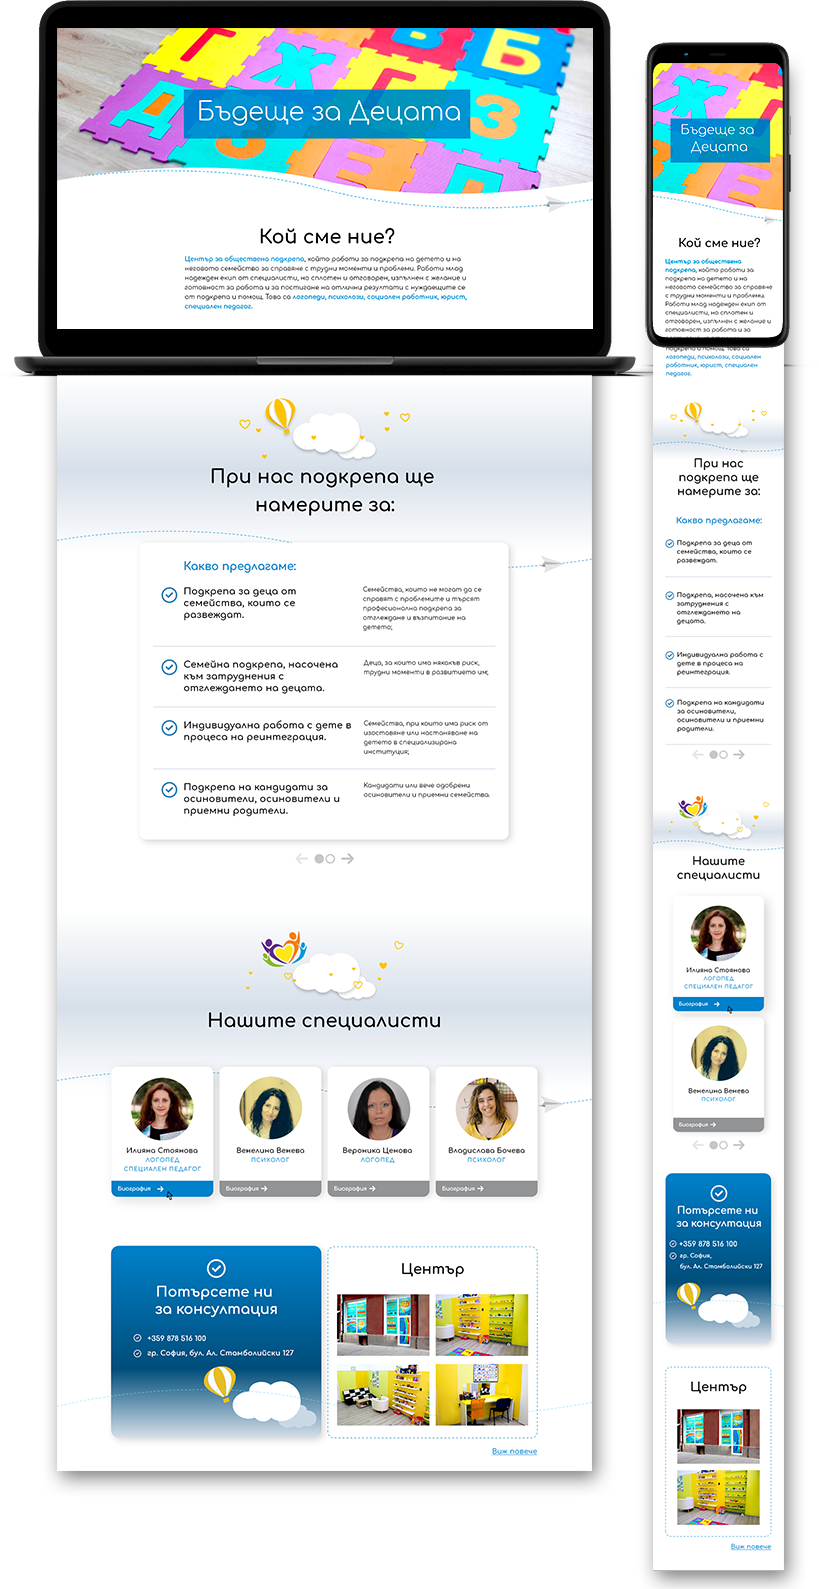 Бъдеще за Децата
Кой сме ние?
Център за обществена подкрепа, който работи за подкрепа на детето и на
неговото семейство за справяне с трудни моменти и проблеми. Работи млад
надежден екип от специалисти, но сплотен и отговорен, изпълнен с желание и
готовност за работа и за постигане на отлични резултати с нуждаещите се
от подкрепа и помощ. Това са логопеди, психолози, социален работник, юрист,
специален педагог.
При нас подкрепа ще
намерите за:
Какво предлагаме:
Подкрепа за деца от
семейства, които се
развеждат.
Семейства, които не могат да се
справят с проблемите и търсят
професионална подкрепа за
отглеждане и възпитание на
детето;
Семейна подкрепа, насочена
към затруднения с
отглеждането на децата.
Деца, за които има някакъв риск,
трудни моменти в развитието им;
Индивидуална работа с дете в
процеса на реинтеграция.
Семейства, при които има риск от
изоставяне или настаняване на
детето в специализирана
институция;
Подкрепа на кандидати за
осиновители, осиновители и
приемни родители.
Кандидати или вече одобрени
осиновители и приемни семейства.
Нашите специалисти
Илияна Стоянова
ЛОГОПЕД
СПЕЦИАЛЕН ПЕДАГОГ
Биография
Венелина Венева
ПСИХОЛОГ
Биография
Вероника Ценова
ЛОГОПЕД
Биография
Владислава Бочева
ПСИХОЛОГ
Биография
Потърсете ни
за консултация
+359 878 516 100
гр. София, бул. Ал. Стамболийски 127
Център
Виж повече
Бъдеще за
Децата
Кой сме ние?
Център за обществена
подкрепа, който работи за
подкрепа на детето и на
неговото семейство за справяне
с трудни моменти и проблеми.
Работи млад надежден екип от
специалисти, но сплотен и
отговорен, изпълнен с желание и
готовност за работа и за
подкрепа и помощ. Това са
логопеди, психолози, социален
работник, юрист, специален
педагог.
При нас
подкрепа ще
намерите за:
Какво предлагаме:
Подкрепа за деца от
семейства, които се
развеждат.
Подкрепа, насочена към
затруднения с
отглеждането на
децата.
Индивидуална работа с
дете в процеса на
реинтеграция.
Подкрепа на кандидати
за осиновители,
осиновители и приемни
родители.
Нашите
специалисти
Илияна Стоянова
ЛОГОПЕД
СПЕЦИАЛЕН ПЕДАГОГ
Биография
Венелина Венева
ПСИХОЛОГ
Биография
Потърсете ни
за консултация
+359 878 516 100
гр. София,
бул. Ал. Стамболийски 127
Център
Виж повече